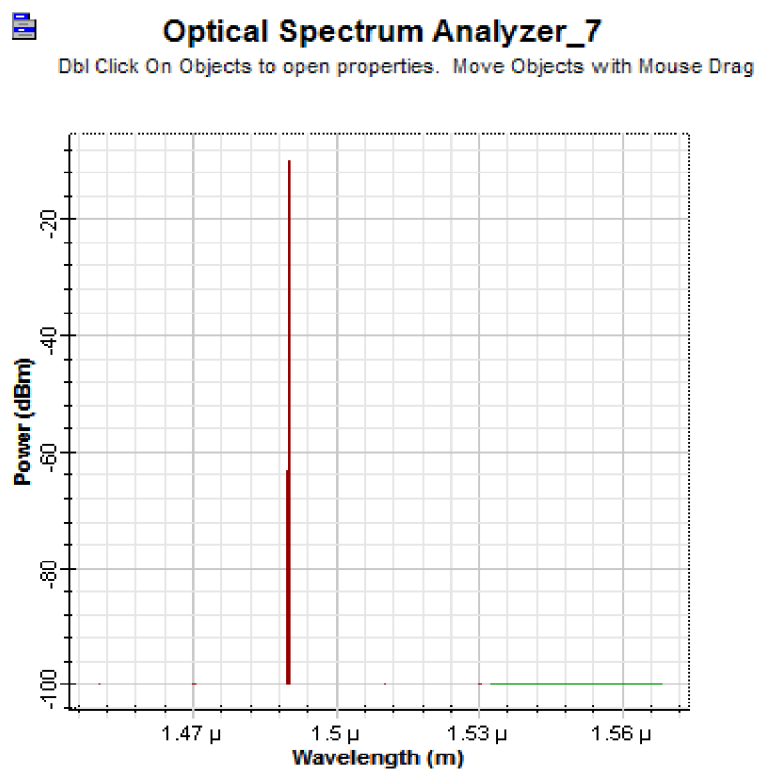 Optical Spectrum Analyzer_7
Dbl Click On Objects to open properties. Move Objects with Mouse Drag
Power (dBm)
-20
-40
-60
-80
-100
1.47 µ
1.5 µ
1.53 µ
1.56 µ
Wavelength (m)